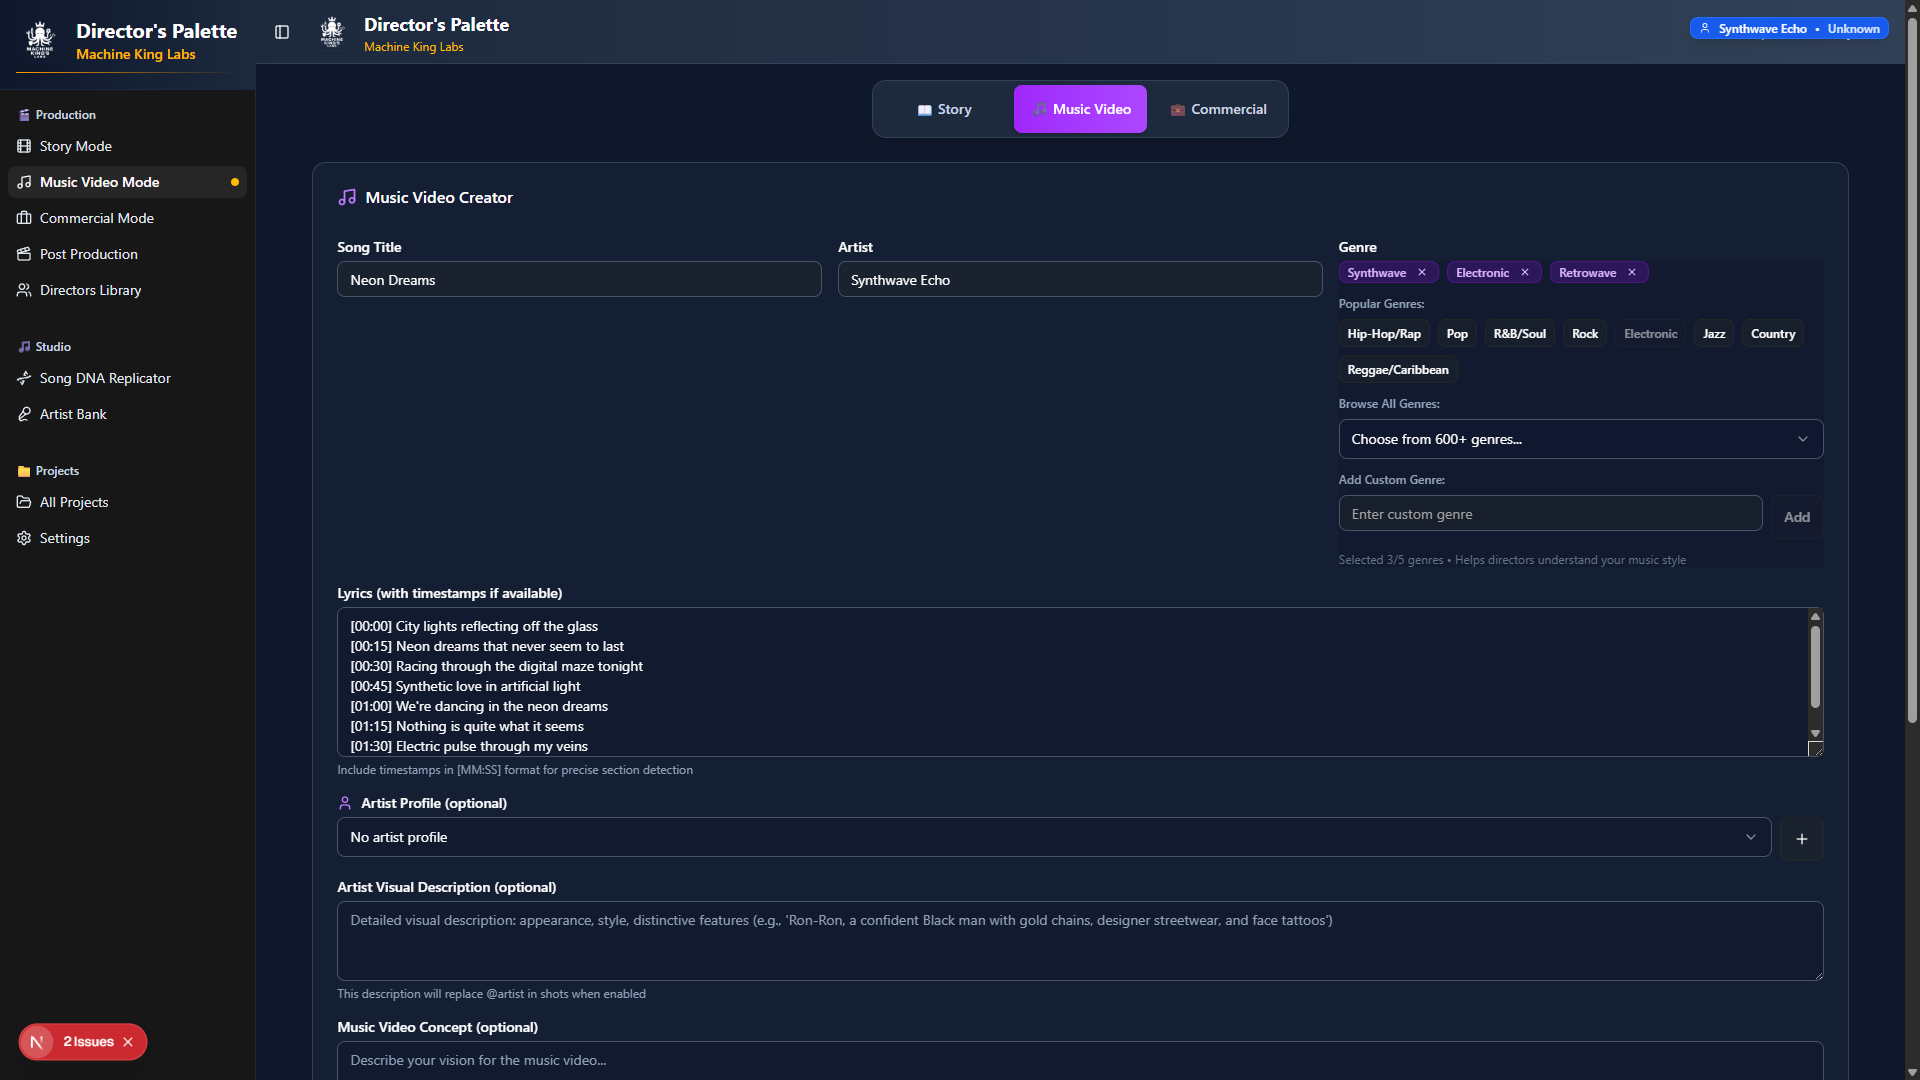 Director's Palette
Machine King Labs
Production
Story Mode
Music Video Mode
Commercial Mode
Post Production
Directors Library
Studio
Song DNA Replicator
Artist Bank
Projects
All Projects
Settings
N 2 Issues
MACHINE KING'S LABS
Director's Palette
Machine King Labs
Synthwave Echo • Unknown
Story Music Video Commercial
Music Video Creator
Song Title
Neon Dreams
Artist
Synthwave Echo
Genre
Synthwave Electronic Retrowave
Popular Genres:
Hip-Hop/Rap Pop R&B/Soul Rock Electronic Jazz Country
Reggae/Caribbean
Browse All Genres:
Choose from 600+ genres...
Add Custom Genre:
Enter custom genre Add
Selected 3/5 genres • Helps directors understand your music style
Lyrics (with timestamps if available)
[00:00] City lights reflecting off the glass
[00:15] Neon dreams that never seem to last
[00:30] Racing through the digital maze tonight
[00:45] Synthetic love in artificial light
[01:00] We're dancing in the neon dreams
[01:15] Nothing is quite what it seems
[01:30] Electric pulse through my veins
Include timestamps in [MM:SS] format for precise section detection
Artist Profile (optional)
No artist profile
Artist Visual Description (optional)
Detailed visual description: appearance, style, distinctive features (e.g., 'Ron-Ron, a confident Black man with gold chains, designer streetwear, and face tattoos')
This description will replace @artist in shots when enabled
Music Video Concept (optional)
Describe your vision for the music video...